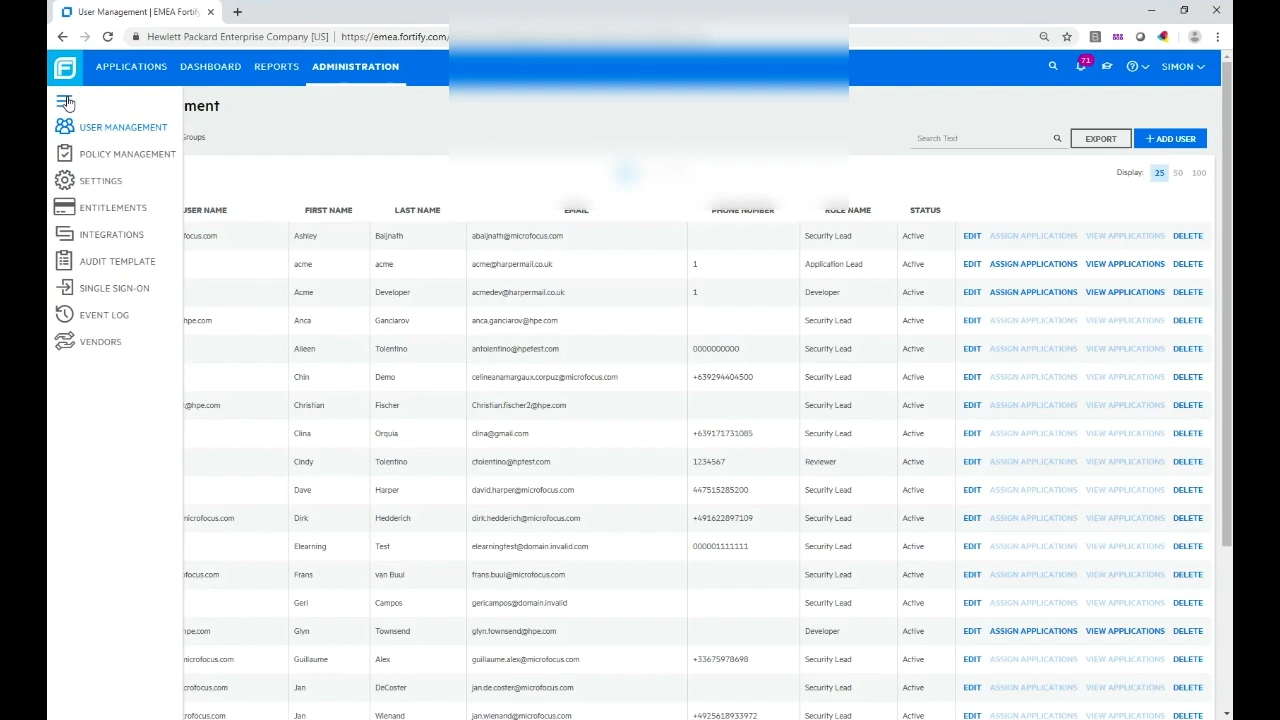 User Management | EMEA Fortify
Hewlett Packard Enterprise Company [US] | https://emea.fortify.com/
APPLICATIONS DASHBOARD REPORTS ADMINISTRATION 71 SIMON
ment
USER MANAGEMENT
Groups Search Text EXPORT + ADD USER
POLICY MANAGEMENT
Display: 25 50 100
SETTINGS
ENTITLEMENTS
INTEGRATIONS
AUDIT TEMPLATE
SINGLE SIGN-ON
EVENT LOG
VENDORS
USER NAME FIRST NAME LAST NAME EMAIL PHONE NUMBER ROLE NAME STATUS
focus.com Ashley Baijnath abaijnath@microfocus.com Security Lead Active EDIT ASSIGN APPLICATIONS VIEW APPLICATIONS DELETE
acme acme acme@harpermail.co.uk 1 Application Lead Active EDIT ASSIGN APPLICATIONS VIEW APPLICATIONS DELETE
Acme Developer acmedev@harpermail.co.uk 1 Developer Active EDIT ASSIGN APPLICATIONS VIEW APPLICATIONS DELETE
hpe.com Anca Ganciarov anca.ganciarov@hpe.com Security Lead Active EDIT ASSIGN APPLICATIONS VIEW APPLICATIONS DELETE
Aileen Tolentino antolentino@hpetest.com 0000000000 Security Lead Active EDIT ASSIGN APPLICATIONS VIEW APPLICATIONS DELETE
Chin Demo celineanamargaux.corpuz@microfocus.com +639294404500 Security Lead Active EDIT ASSIGN APPLICATIONS VIEW APPLICATIONS DELETE
2@hpe.com Christian Fischer Christian.fischer2@hpe.com Security Lead Active EDIT ASSIGN APPLICATIONS VIEW APPLICATIONS DELETE
Clina Orquia clina@gmail.com +639171731085 Security Lead Active EDIT ASSIGN APPLICATIONS VIEW APPLICATIONS DELETE
Cindy Tolentino cfolentino@hptest.com 1234567 Reviewer Active EDIT ASSIGN APPLICATIONS VIEW APPLICATIONS DELETE
Dave Harper david.harper@microfocus.com 447515285200 Security Lead Active EDIT ASSIGN APPLICATIONS VIEW APPLICATIONS DELETE
microfocus.com Dirk Hedderich dirk.hedderich@microfocus.com +491622897109 Security Lead Active EDIT ASSIGN APPLICATIONS VIEW APPLICATIONS DELETE
Elearning Test elearningtest@domain.invalid.com 000001111111 Security Lead Active EDIT ASSIGN APPLICATIONS VIEW APPLICATIONS DELETE
focus.com Frans van Buul frans.buul@microfocus.com Security Lead Active EDIT ASSIGN APPLICATIONS VIEW APPLICATIONS DELETE
Geri Campos gericampos@domain.invalid Security Lead Active EDIT ASSIGN APPLICATIONS VIEW APPLICATIONS DELETE
hpe.com Glyn Townsend glyn.townsend@hpe.com Developer Active EDIT ASSIGN APPLICATIONS VIEW APPLICATIONS DELETE
microfocus.com Guillaume Alex guillaume.alex@microfocus.com +33675978698 Security Lead Active EDIT ASSIGN APPLICATIONS VIEW APPLICATIONS DELETE
crofocus.com Jan DeCoster jan.de.coster@microfocus.com Security Lead Active EDIT ASSIGN APPLICATIONS VIEW APPLICATIONS DELETE
crofocus.com Jan Wienand jan.wienand@microfocus.com +4925618933972 Security Lead Active EDIT ASSIGN APPLICATIONS VIEW APPLICATIONS DELETE